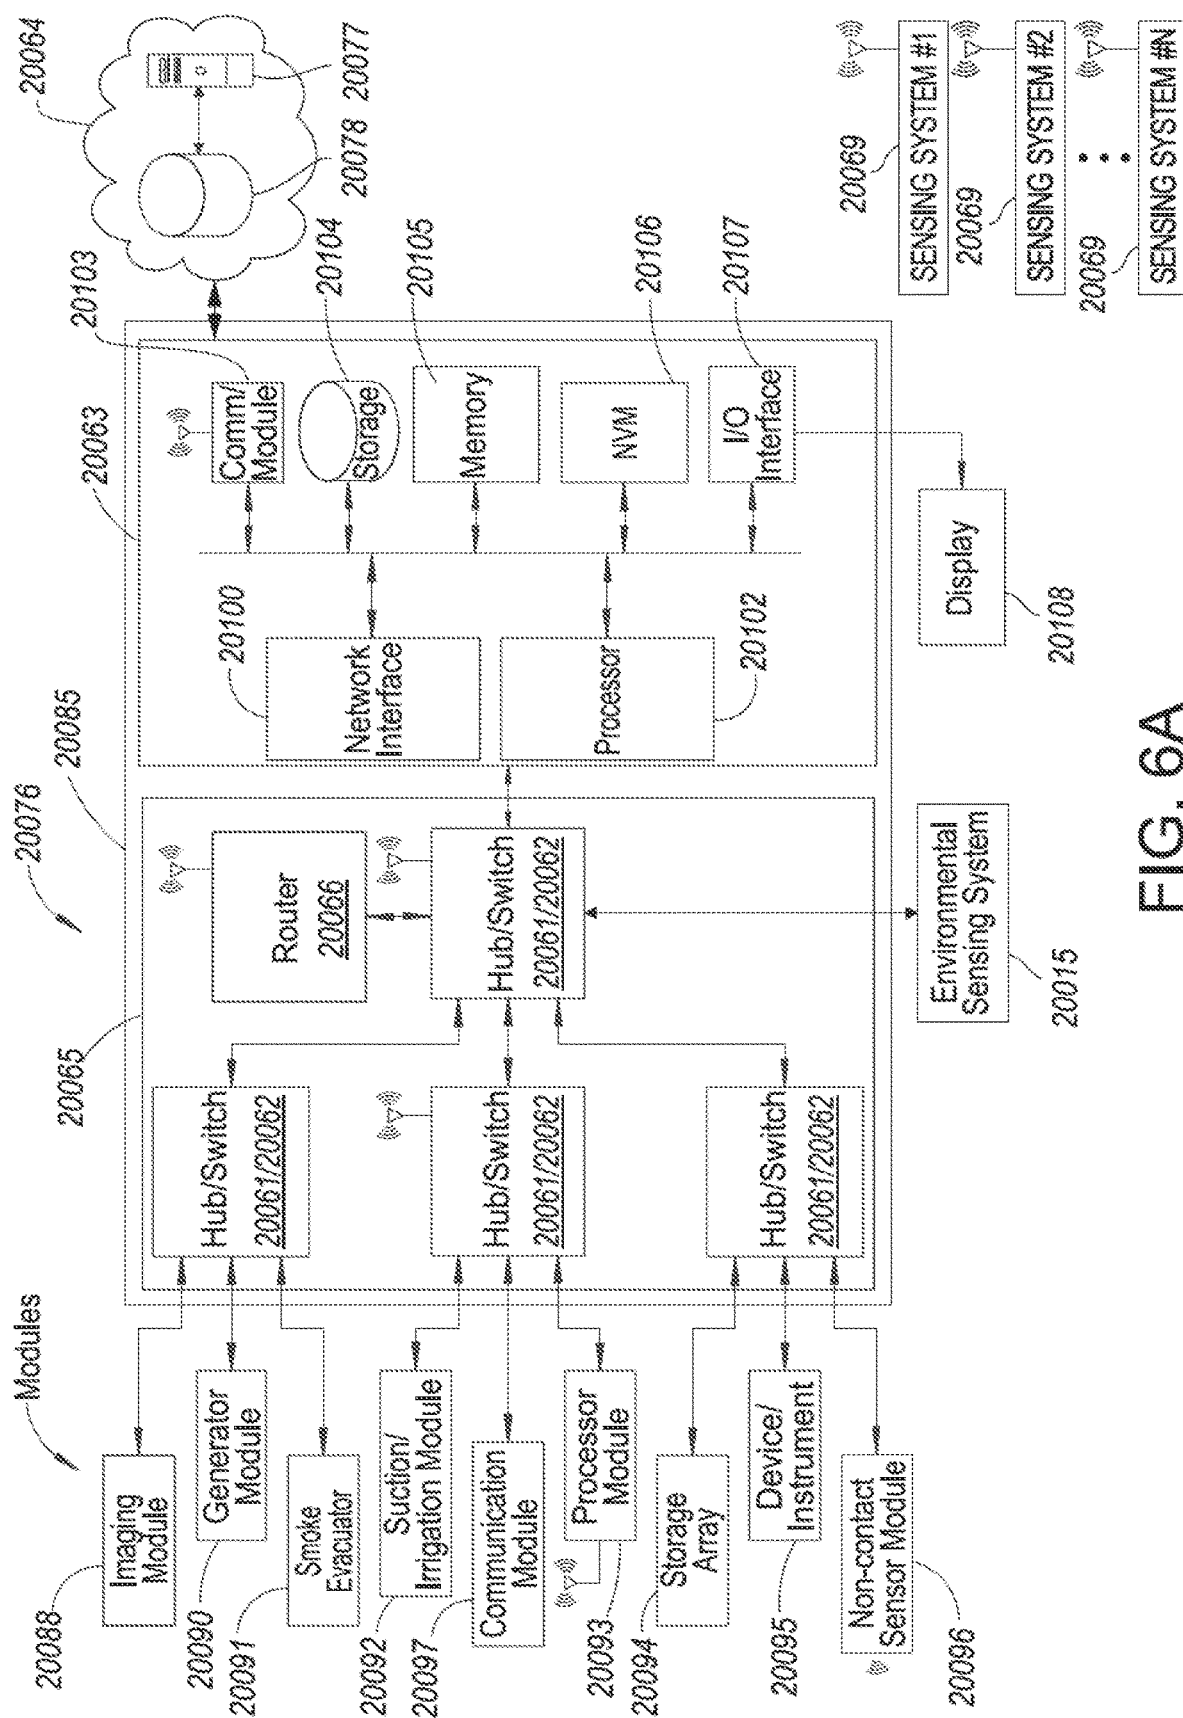 Modules
20088
Imaging
Module
20090
Generator
Module
20091
Smoke
Evacuator
20092
Suction/
Irrigation Module
20097
Communication
Module
20093
Processor
Module
20094
Storage
Array
20095
Device/
Instrument
20096
Non-contact
Sensor Module
20076
20085
20065
Hub/Switch
20061/20062
Hub/Switch
20061/20062
Hub/Switch
20061/20062
Router
20066
Hub/Switch
20061/20062
Environmental
Sensing System
20015
20063
20100
Network
Interface
Processor
20102
20103
Comm/
Module
20104
Storage
20105
Memory
20106
NVM
20107
I/O
Interface
Display
20108
20064
20077
20078
20069
SENSING SYSTEM #1
20069
SENSING SYSTEM #2
20069
SENSING SYSTEM #N
FIG. 6A